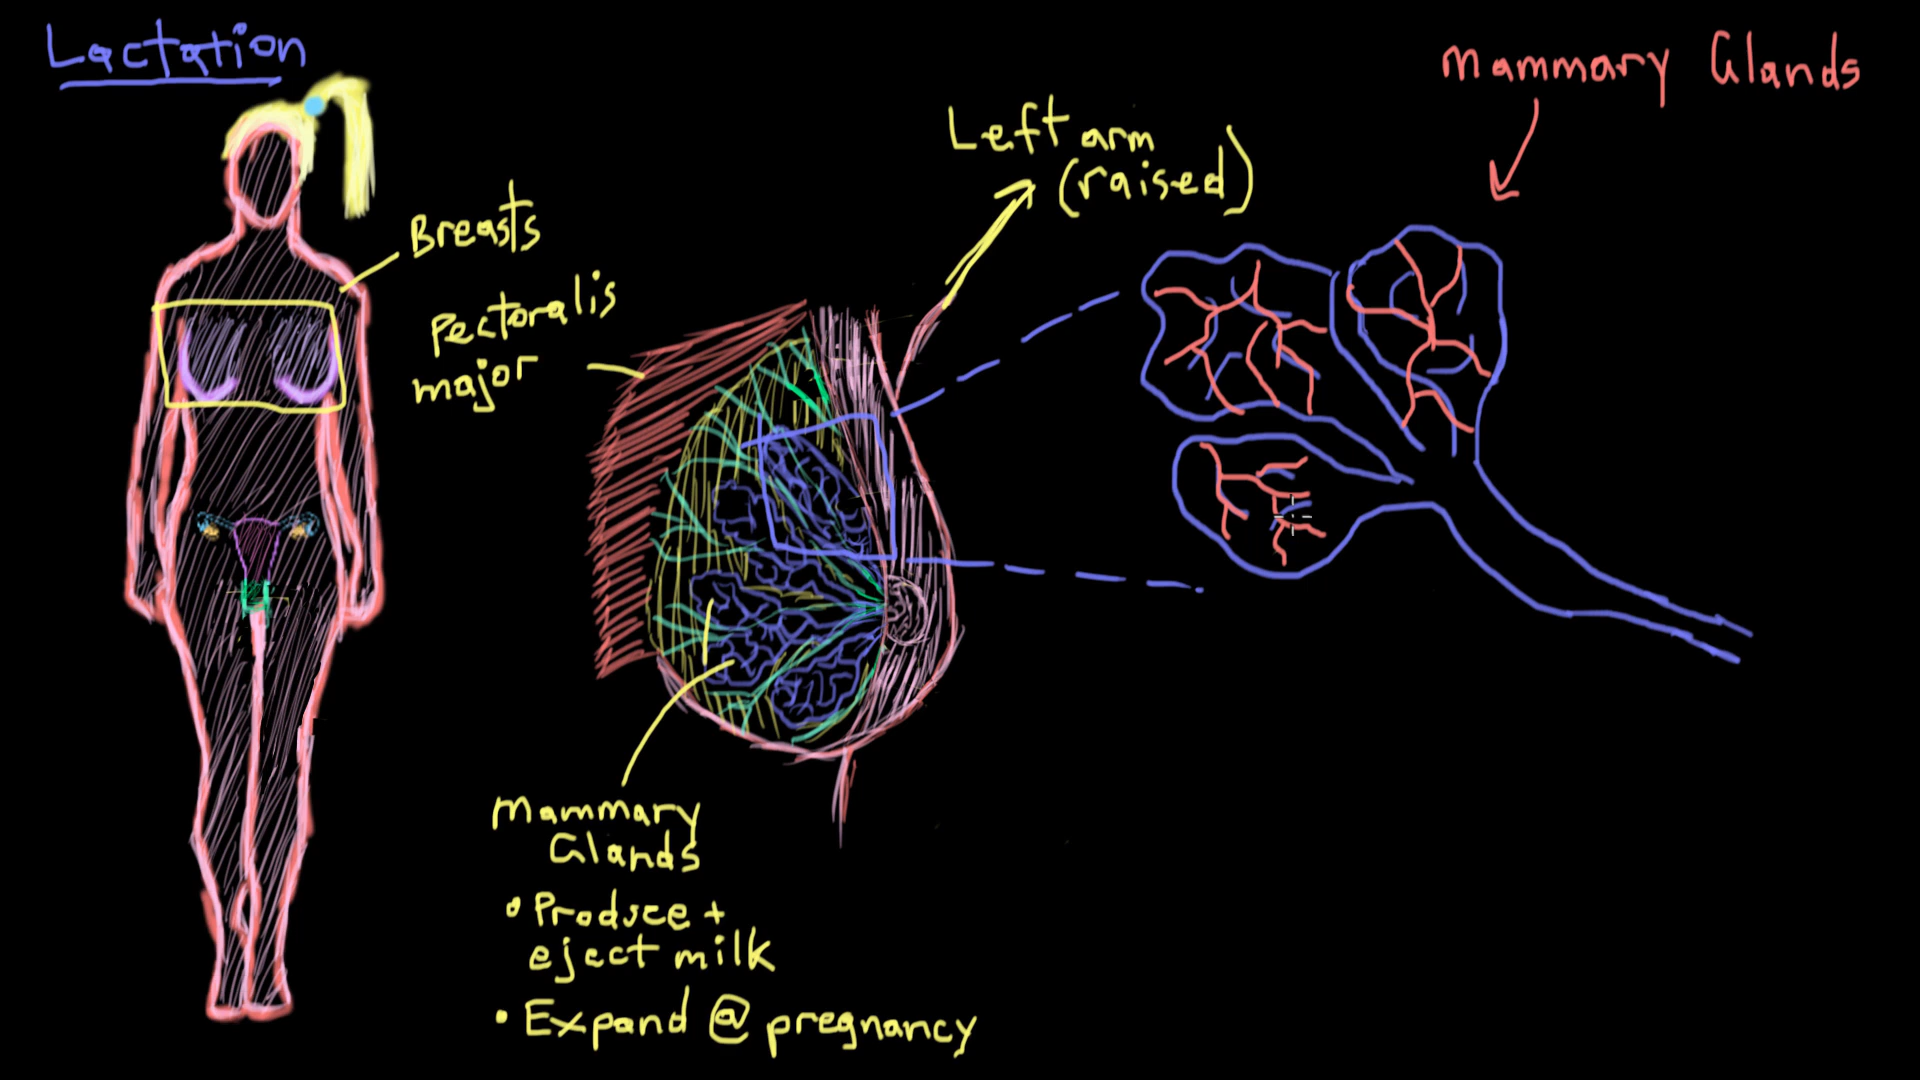 Lactation
Breasts
Pectoralis
major
Left arm
(raised)
Mammary Glands
Mammary
Glands
• Produce +
eject milk
• Expand @ pregnancy